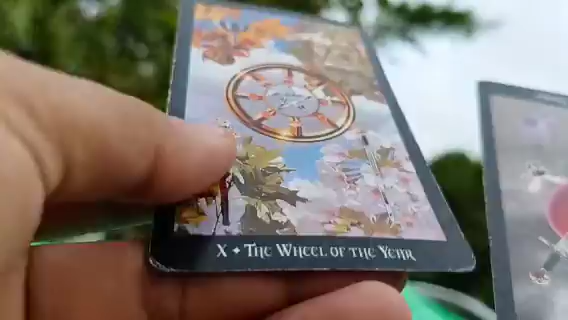 X ✦ The Wheel of the Year